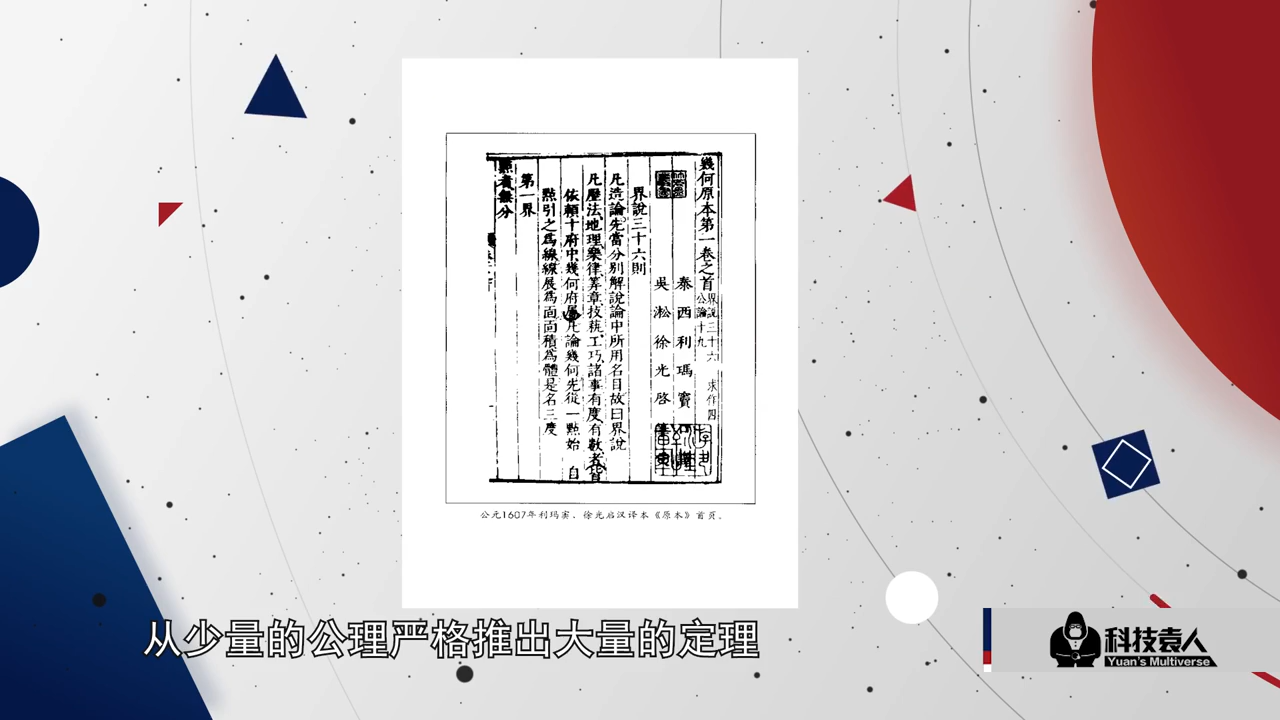 幾何原本第一卷之首
界說三十六 求作四
公論十九
泰西利瑪竇
吳淞徐光啓
界說三十六則
凡造論先當分別解說論中所用名目故曰界說
凡歷法地理樂律筭章技藝工巧諸事有度有數者皆
依賴十府中幾何府屬凡論幾何先從一點始自
點引之為線線展為面面積為體是名三度
第一界
點者無分
公元1607年利玛窦、徐光启汉译本《原本》首页。
从少量的公理严格推出大量的定理
科技袁人
Yuan's Multiverse